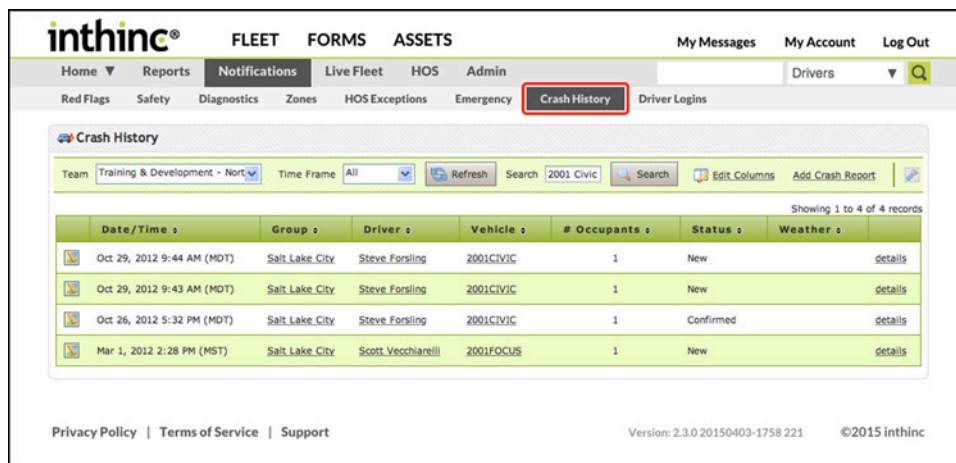 inthinc® FLEET FORMS ASSETS My Messages My Account Log Out
Home ▼ Reports Notifications Live Fleet HOS Admin Drivers ▼
Red Flags Safety Diagnostics Zones HOS Exceptions Emergency Crash History Driver Logins
Crash History
Team Training & Development - Nort Time Frame All Refresh Search 2001 Civic Search Edit Columns Add Crash Report
Showing 1 to 4 of 4 records
Date/Time Group Driver Vehicle # Occupants Status Weather
Oct 29, 2012 9:44 AM (MDT) Salt Lake City Steve Forsling 2001CIVIC 1 New details
Oct 29, 2012 9:43 AM (MDT) Salt Lake City Steve Forsling 2001CIVIC 1 New details
Oct 26, 2012 5:32 PM (MDT) Salt Lake City Steve Forsling 2001CIVIC 1 Confirmed details
Mar 1, 2012 2:28 PM (MST) Salt Lake City Scott Vecchiarelli 2001FOCUS 1 New details
Privacy Policy | Terms of Service | Support Version: 2.3.0 20150403-1758 221 ©2015 inthinc